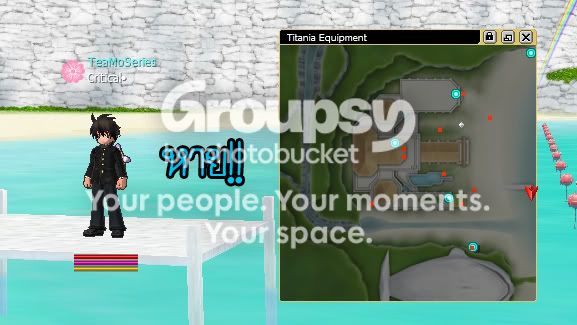 Titania Equipment
TeaMoSeries
Critical
หาย!!
Groupsy
photobucket
Your people. Your moments.
Your space.